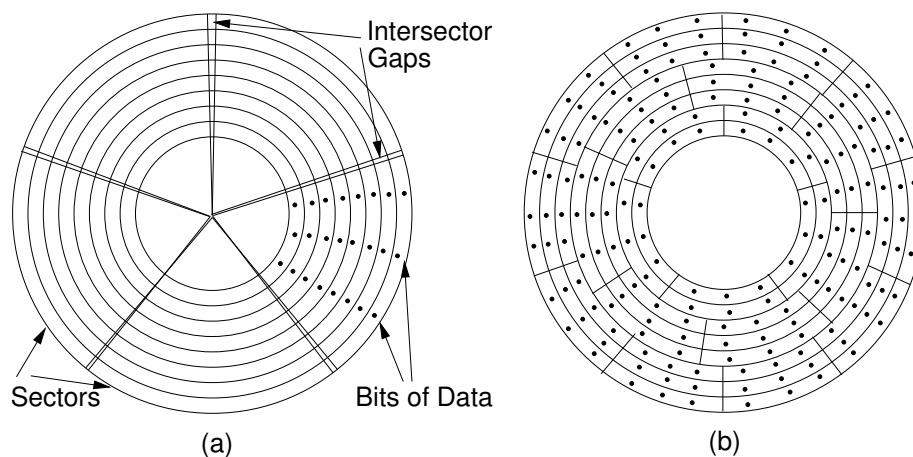 Intersector
Gaps
Sectors
Bits of Data
(a)
(b)